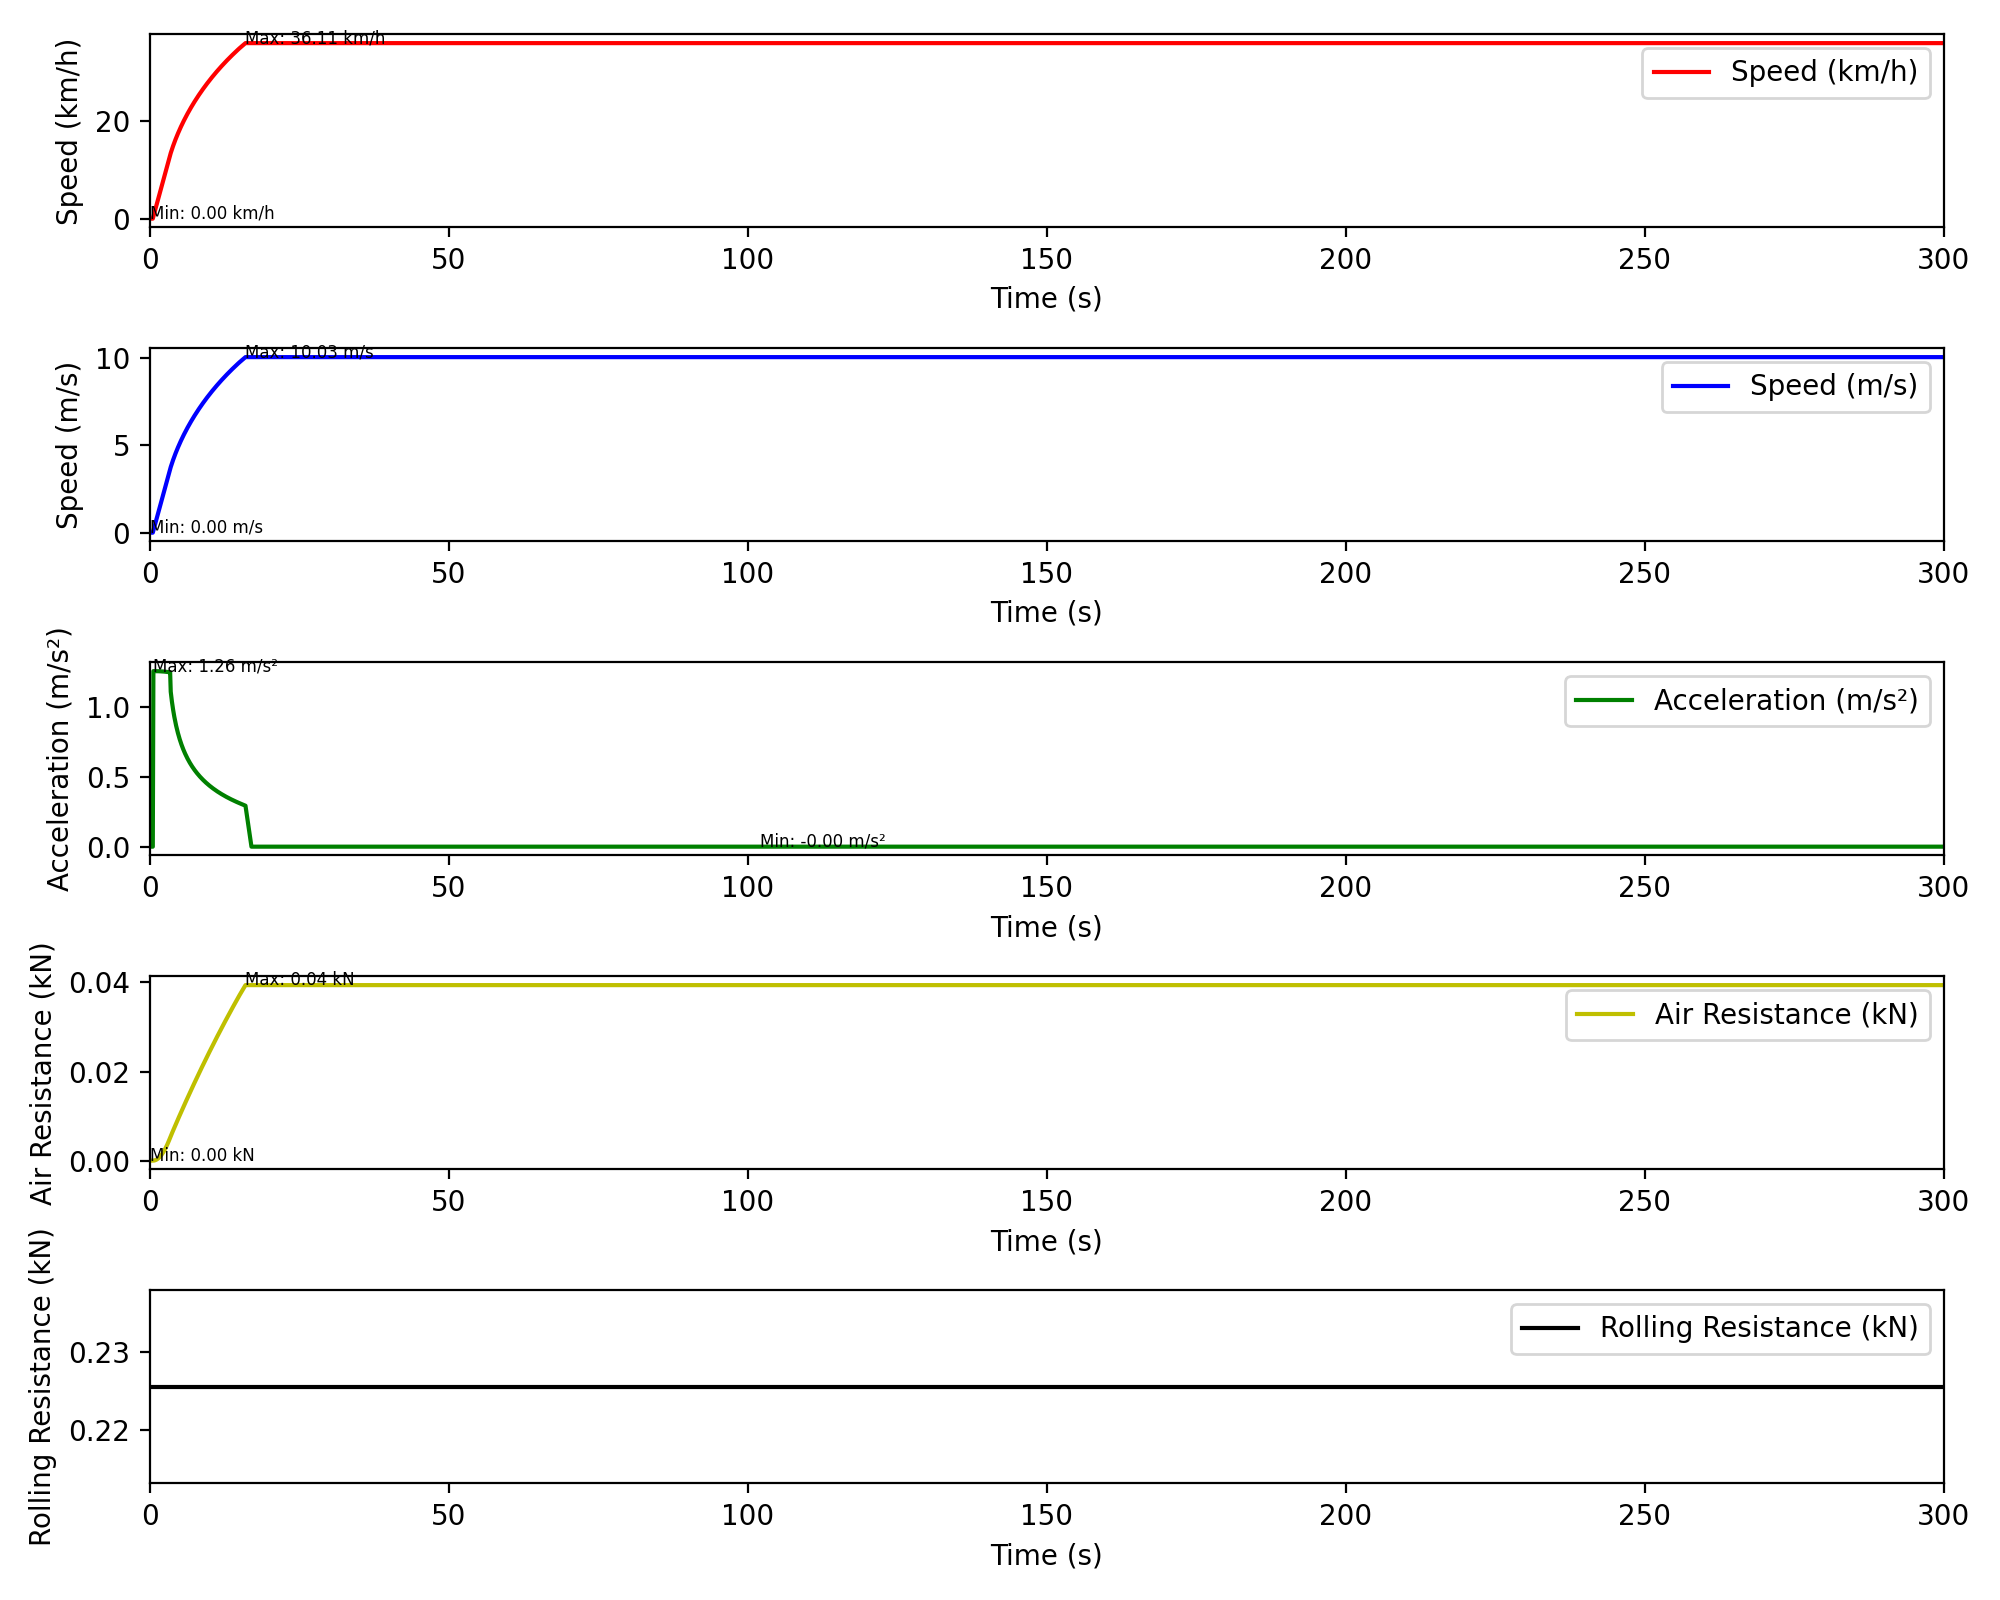 Speed (km/h)
20
0
Max: 36.11 km/h
Min: 0.00 km/h
Speed (km/h)
0 50 100 150 200 250 300
Time (s)
Speed (m/s)
10
5
0
Max: 10.03 m/s
Min: 0.00 m/s
Speed (m/s)
0 50 100 150 200 250 300
Time (s)
Acceleration (m/s²)
1.0
0.5
0.0
Max: 1.26 m/s²
Min: -0.00 m/s²
Acceleration (m/s²)
0 50 100 150 200 250 300
Time (s)
Air Resistance (kN)
0.04
0.02
0.00
Max: 0.04 kN
Min: 0.00 kN
Air Resistance (kN)
0 50 100 150 200 250 300
Time (s)
Rolling Resistance (kN)
0.23
0.22
Rolling Resistance (kN)
0 50 100 150 200 250 300
Time (s)